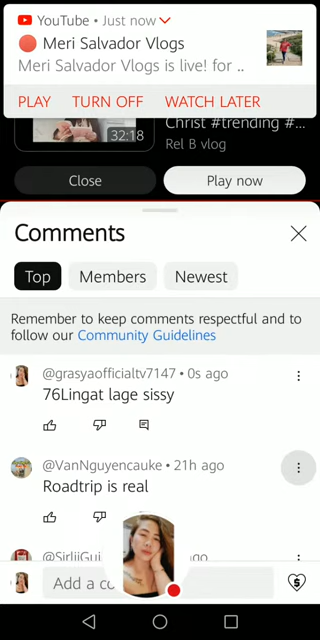 YouTube • Just now
Meri Salvador Vlogs
Meri Salvador Vlogs is live! for ..
PLAY TURN OFF WATCH LATER
Christ #trending #...
32:18
Rel B vlog
Close Play now
Comments
Top Members Newest
Remember to keep comments respectful and to
follow our Community Guidelines
@grasyaofficialtv7147 • 0s ago
76Lingat lage sissy
@VanNguyencauke • 21h ago
Roadtrip is real
ago
Add a co